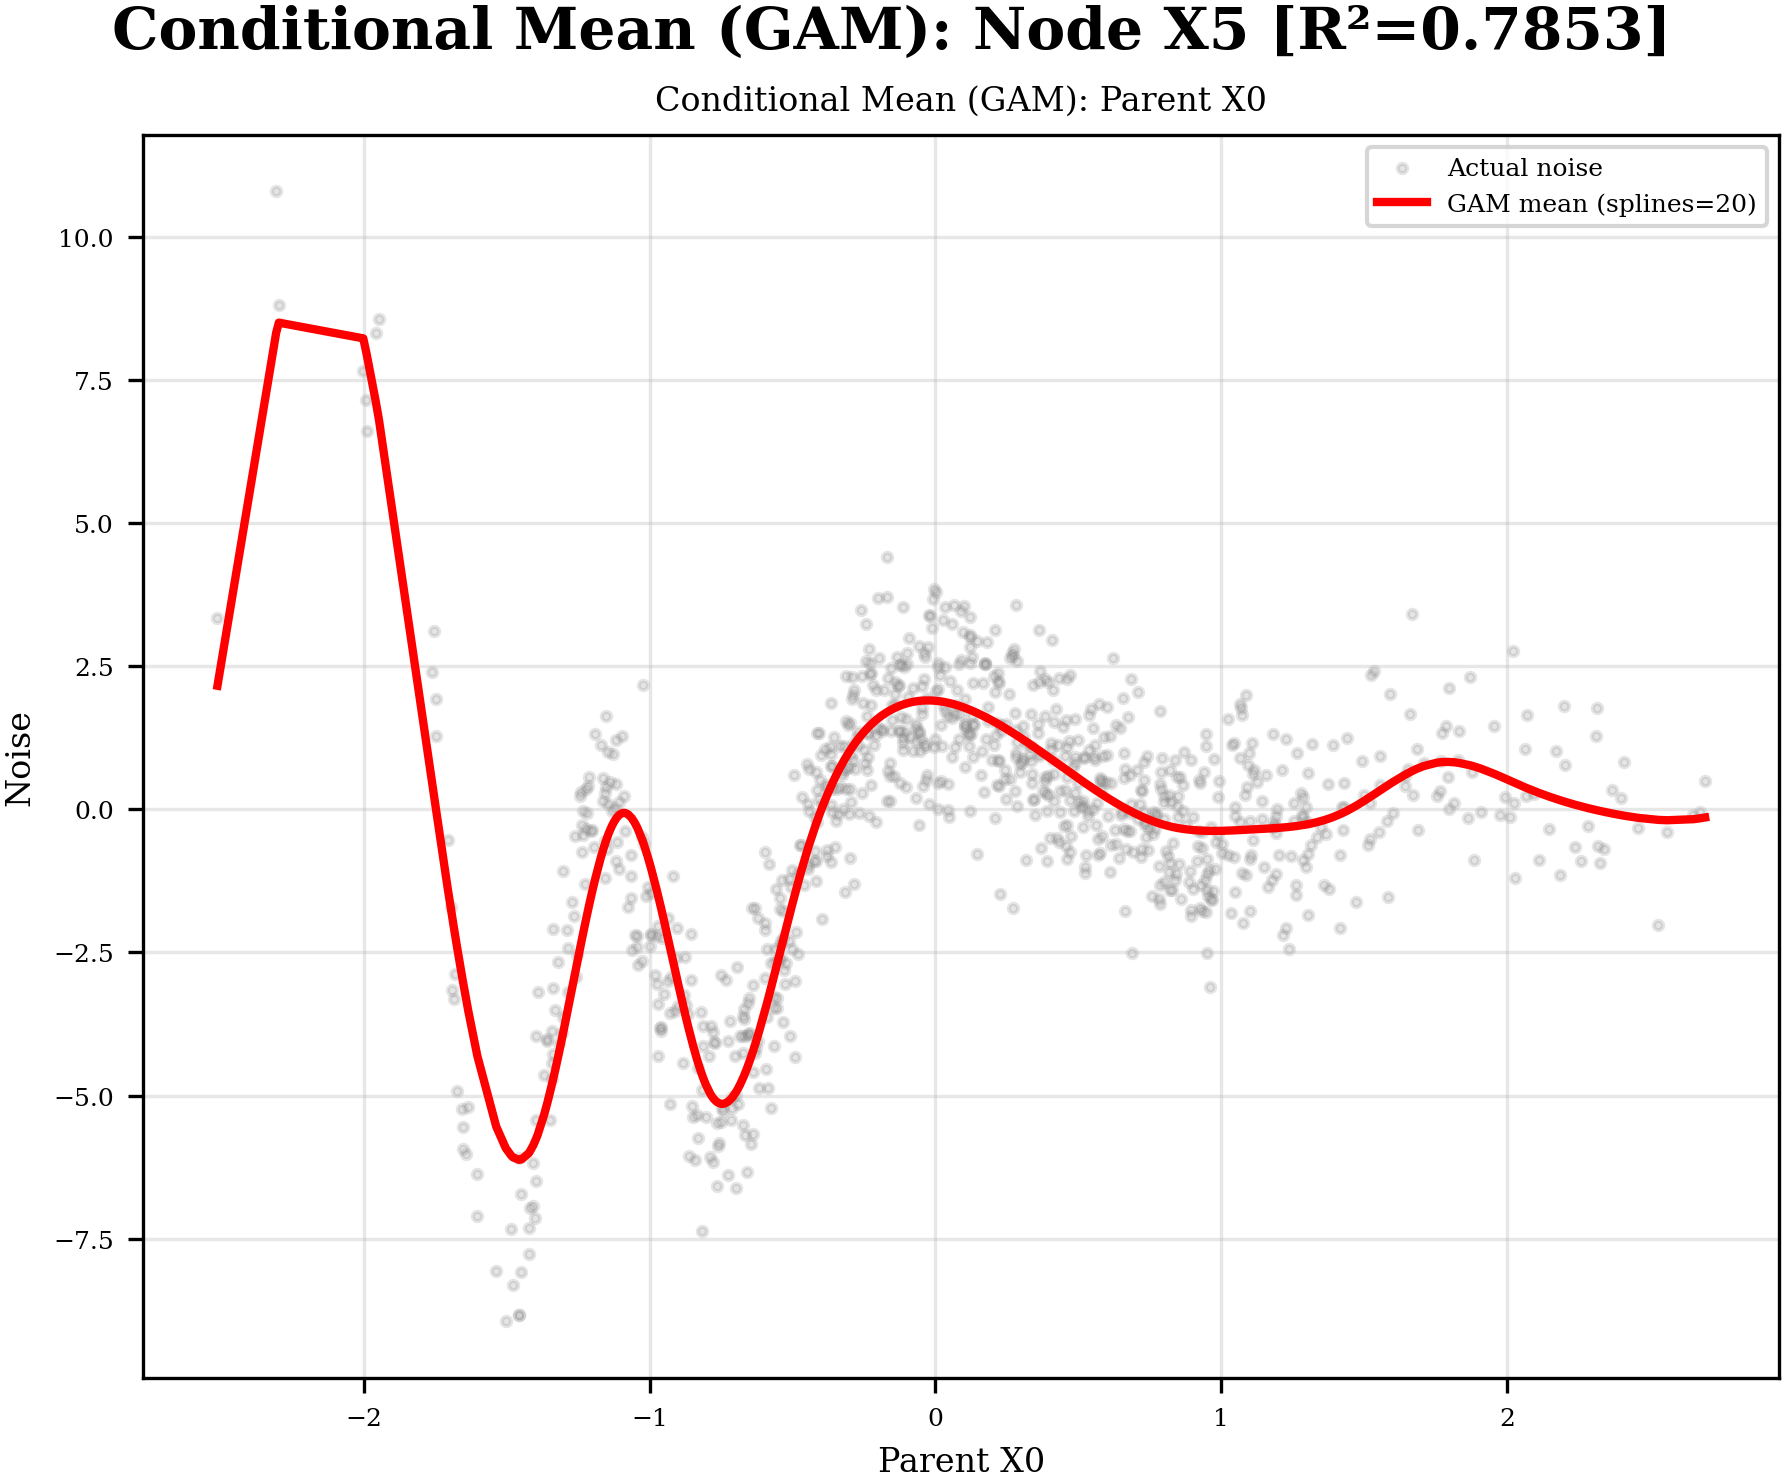 Conditional Mean (GAM): Node X5 [R²=0.7853]
Conditional Mean (GAM): Parent X0
Actual noise
GAM mean (splines=20)
10.0
7.5
5.0
2.5
0.0
−2.5
−5.0
−7.5
Noise
−2
−1
0
1
2
Parent X0